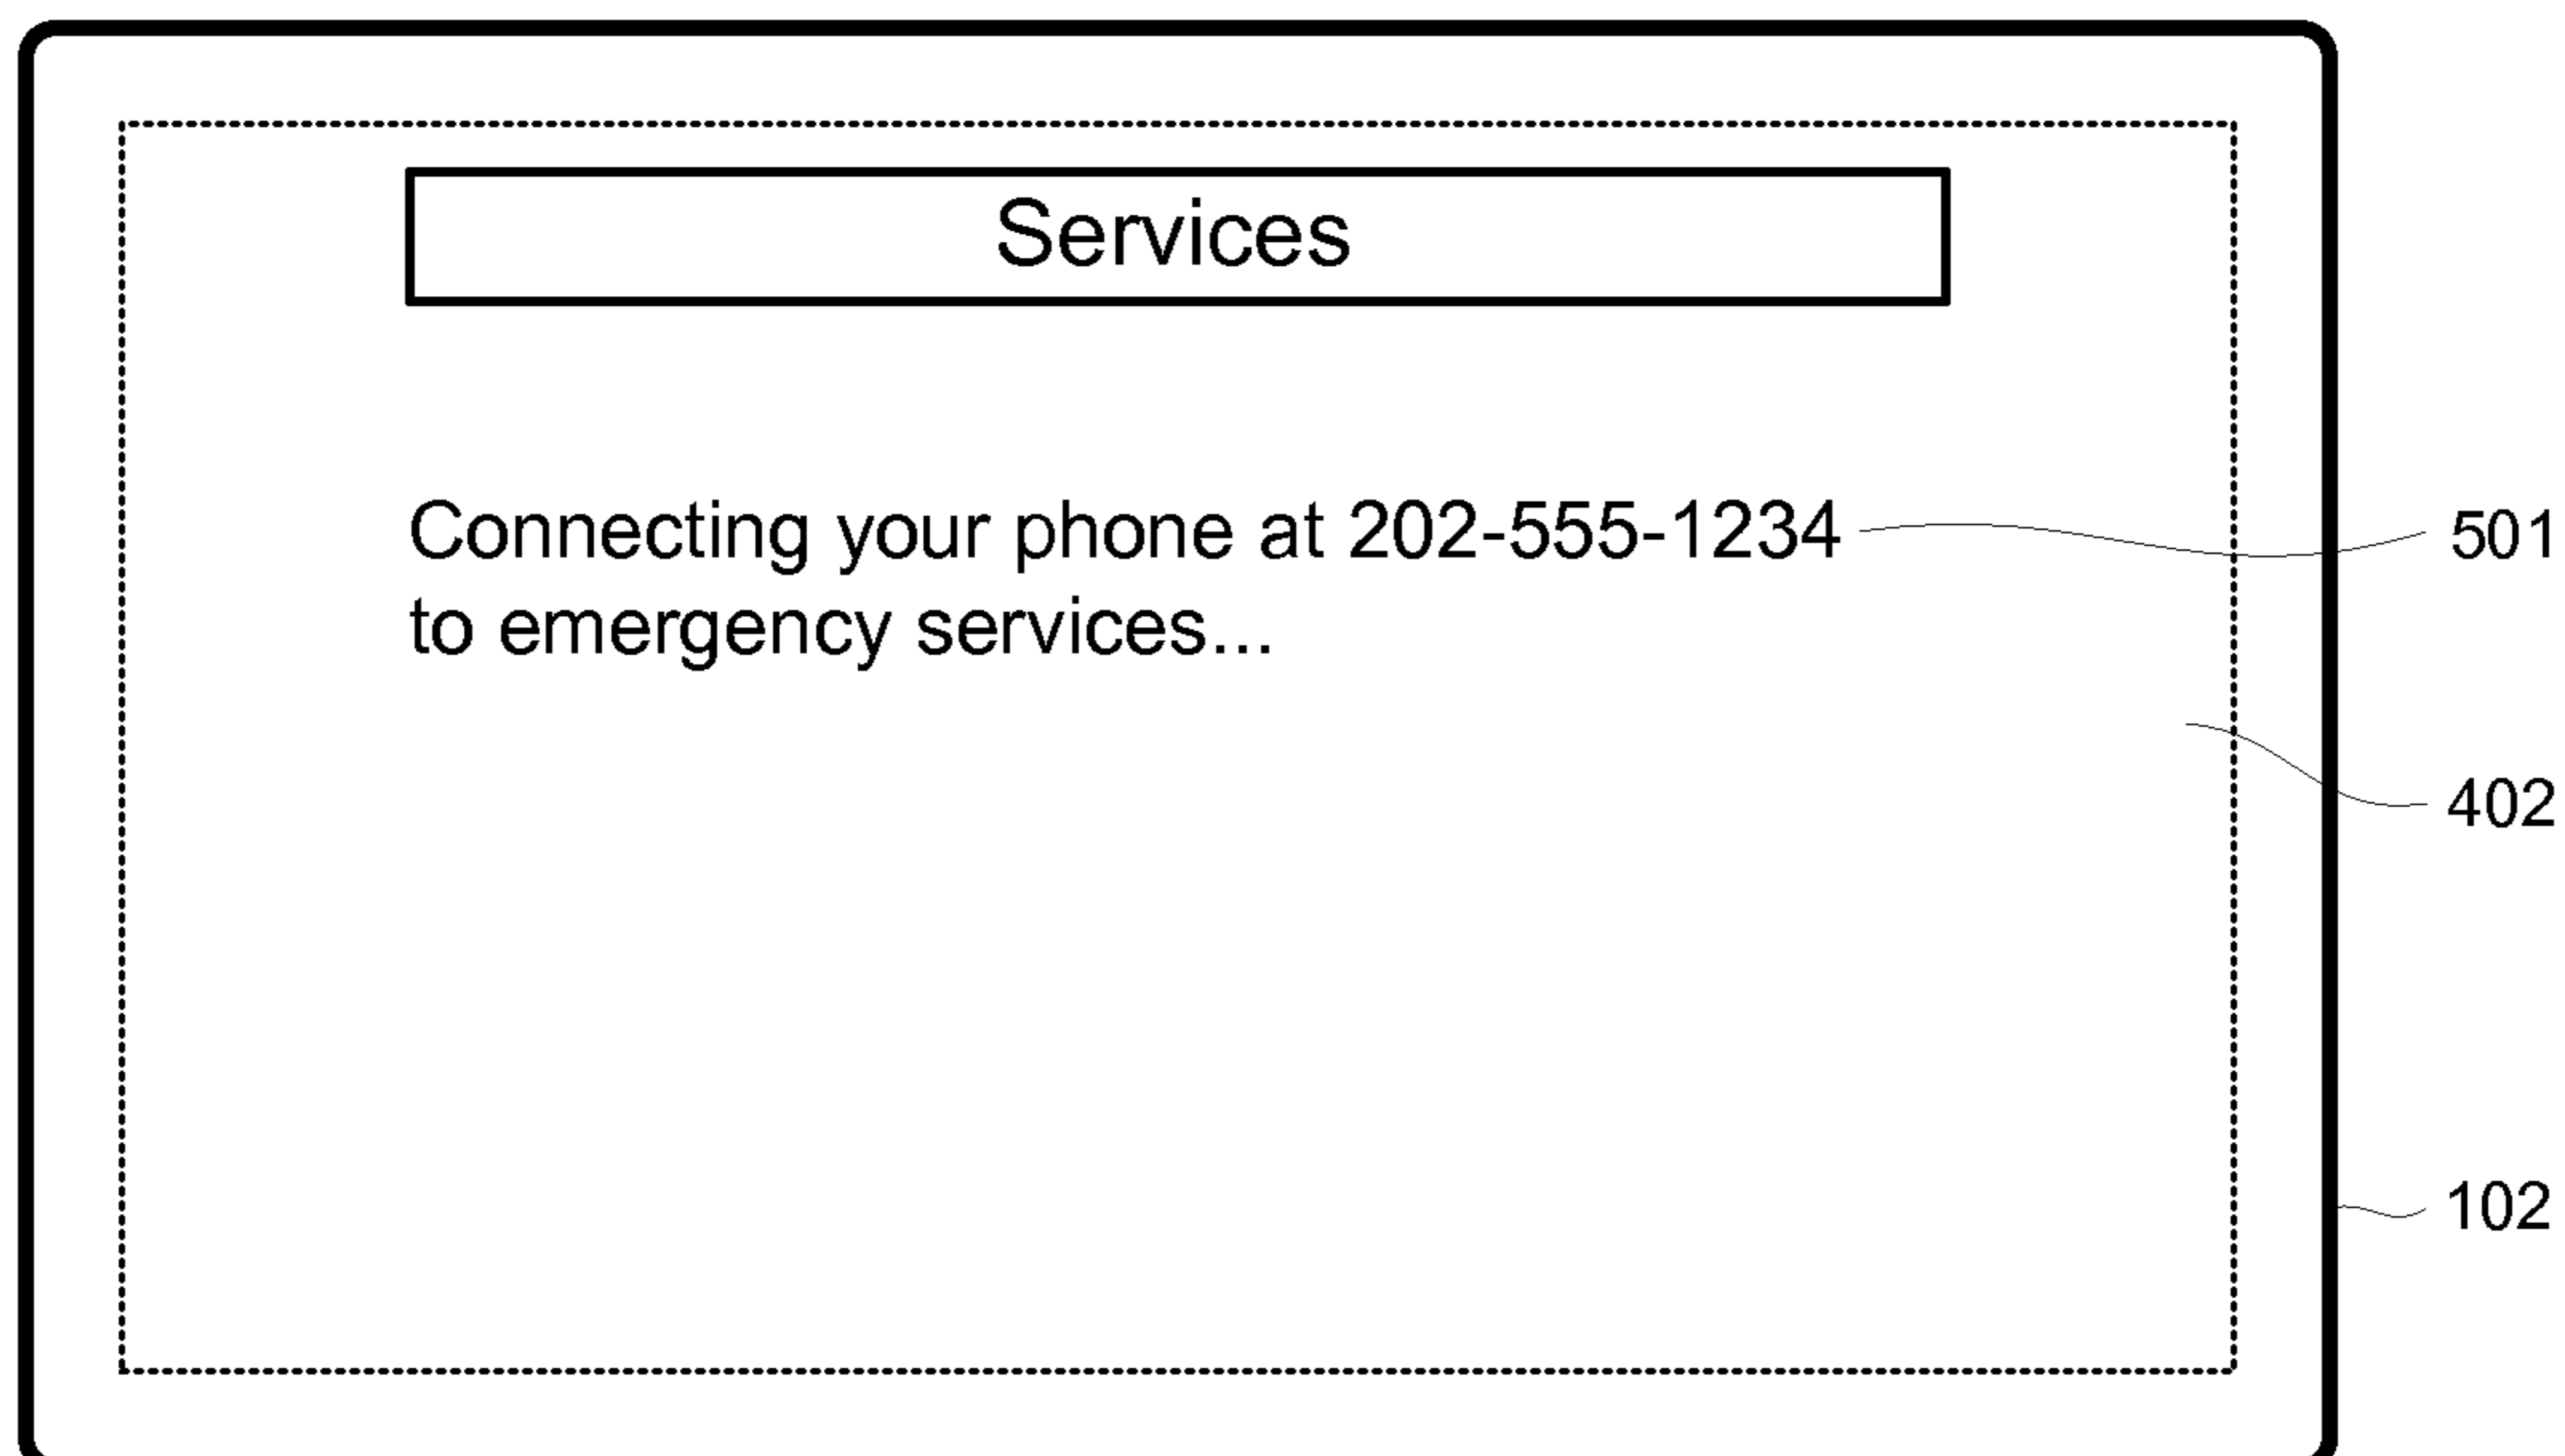 Services
Connecting your phone at 202-555-1234
to emergency services...
501
402
102